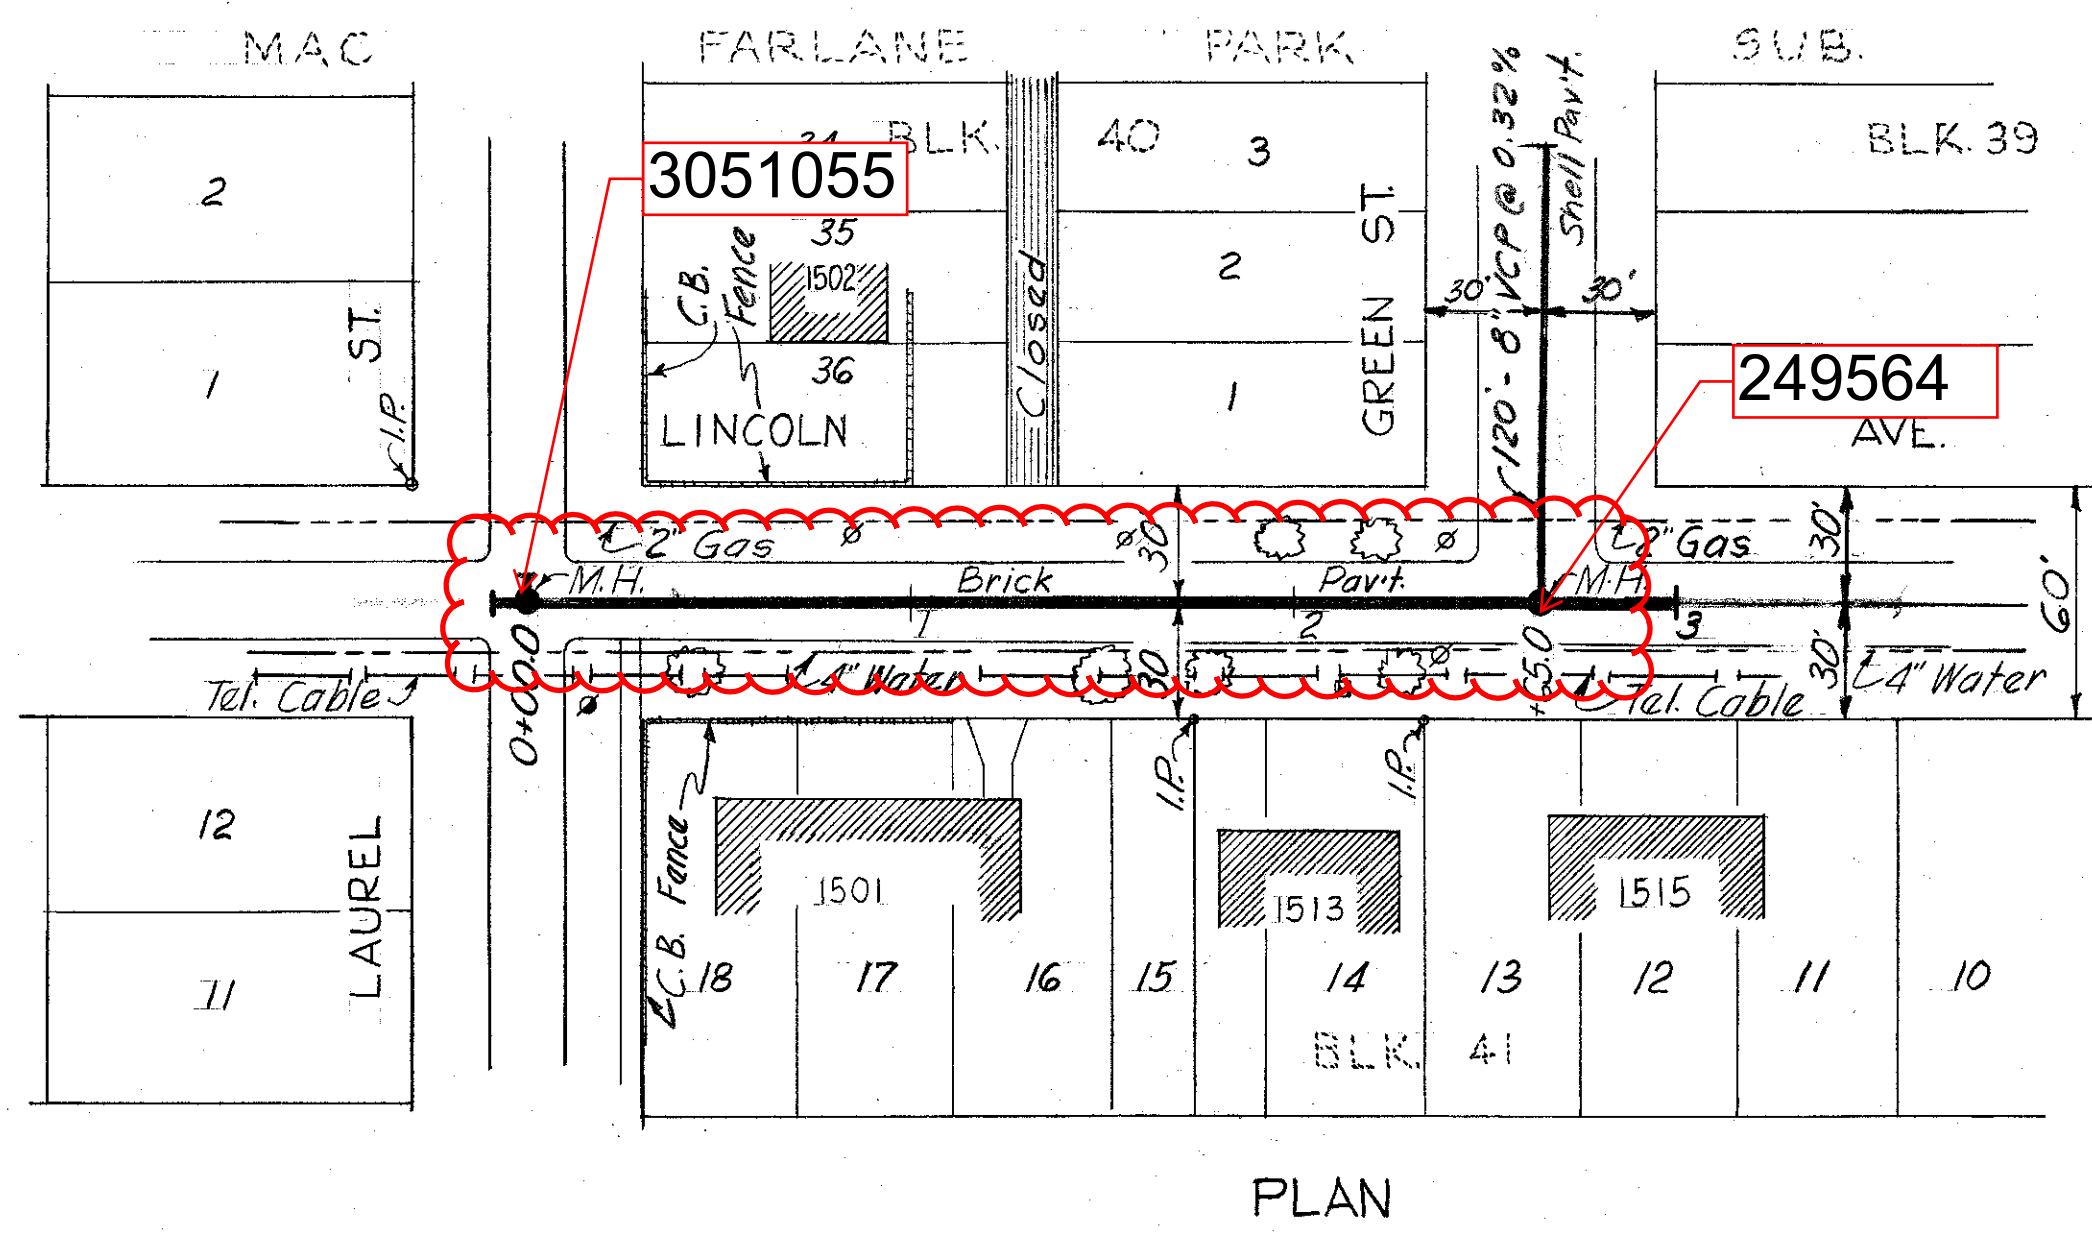 MAC FARLANE PARK SUB.
BLK. 40
BLK. 39
2
1
ST.
I.P.
3051055
35
1502
36
C.B. Fence
LINCOLN
Closed
3
2
1
GREEN ST.
120'- 8" VCP @ 0.32%
Shell Pav't.
30'
30'
249564
AVE.
2" Gas
30'
2" Gas
30'
60'
M.H.
Brick Pav't.
M.H.
1
2
3
0+00.0
+65.0
Tel. Cable
4" Water
30'
Tel. Cable
30'
4" Water
I.P.
I.P.
12
11
LAUREL
C.B. Fence
1501
1513
1515
18
17
16
15
14
13
12
11
10
BLK. 41
PLAN